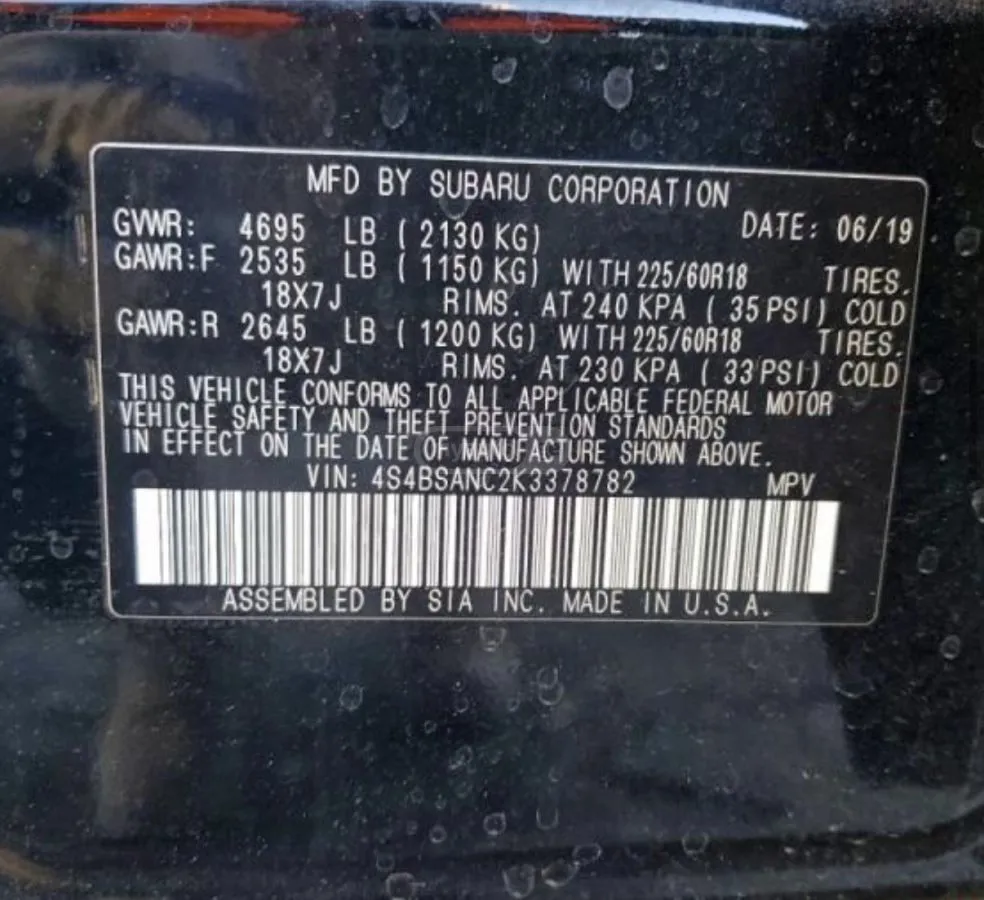 MFD BY SUBARU CORPORATION
GVWR: 4695 LB ( 2130 KG) DATE: 06/19
GAWR:F 2535 LB ( 1150 KG) WITH 225/60R18 TIRES.
18X7J RIMS. AT 240 KPA ( 35 PSI) COLD
GAWR:R 2645 LB ( 1200 KG) WITH 225/60R18 TIRES.
18X7J RIMS. AT 230 KPA ( 33 PSI) COLD
THIS VEHICLE CONFORMS TO ALL APPLICABLE FEDERAL MOTOR
VEHICLE SAFETY AND THEFT PREVENTION STANDARDS
IN EFFECT ON THE DATE OF MANUFACTURE SHOWN ABOVE.
VIN: 4S4BSANC2K3378782 MPV
ASSEMBLED BY SIA INC. MADE IN U.S.A.